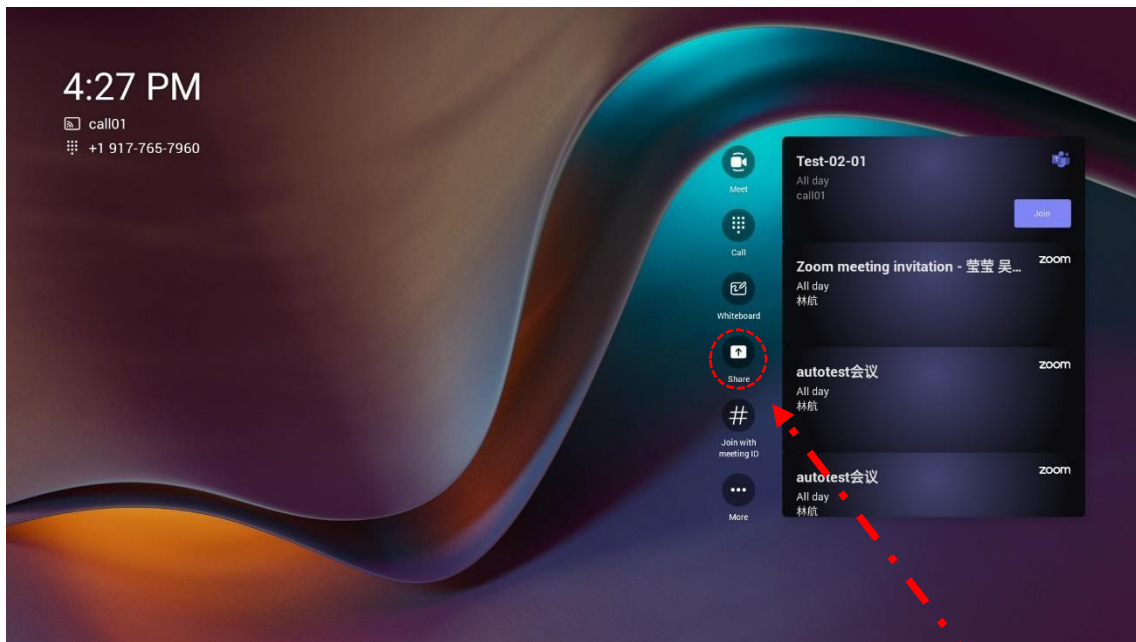 4:27 PM
call01
+1 917-765-7960
Meet
Call
Whiteboard
Share
Join with
meeting ID
More
Test-02-01
All day
call01
Join
Zoom meeting invitation - 莹莹 吴...
zoom
All day
林航
autotest会议
zoom
All day
林航
autotest会议
zoom
All day
林航